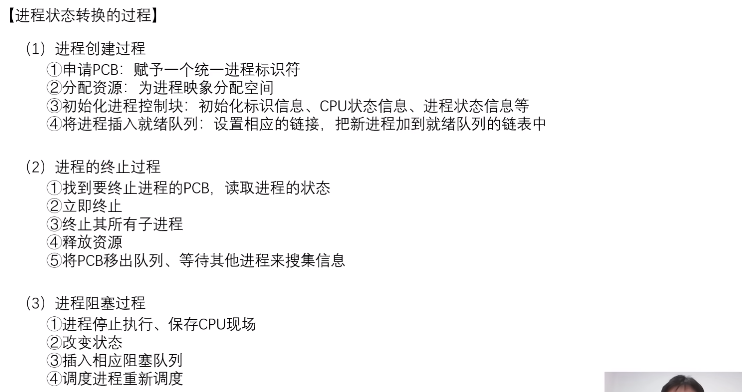 【进程状态转换的过程】
（1）进程创建过程
①申请PCB：赋予一个统一进程标识符
②分配资源：为进程映象分配空间
③初始化进程控制块：初始化标识信息、CPU状态信息、进程状态信息等
④将进程插入就绪队列：设置相应的链接，把新进程加到就绪队列的链表中
（2）进程的终止过程
①找到要终止进程的PCB，读取进程的状态
②立即终止
③终止其所有子进程
④释放资源
⑤将PCB移出队列、等待其他进程来搜集信息
（3）进程阻塞过程
①进程停止执行、保存CPU现场
②改变状态
③插入相应阻塞队列
④调度进程重新调度